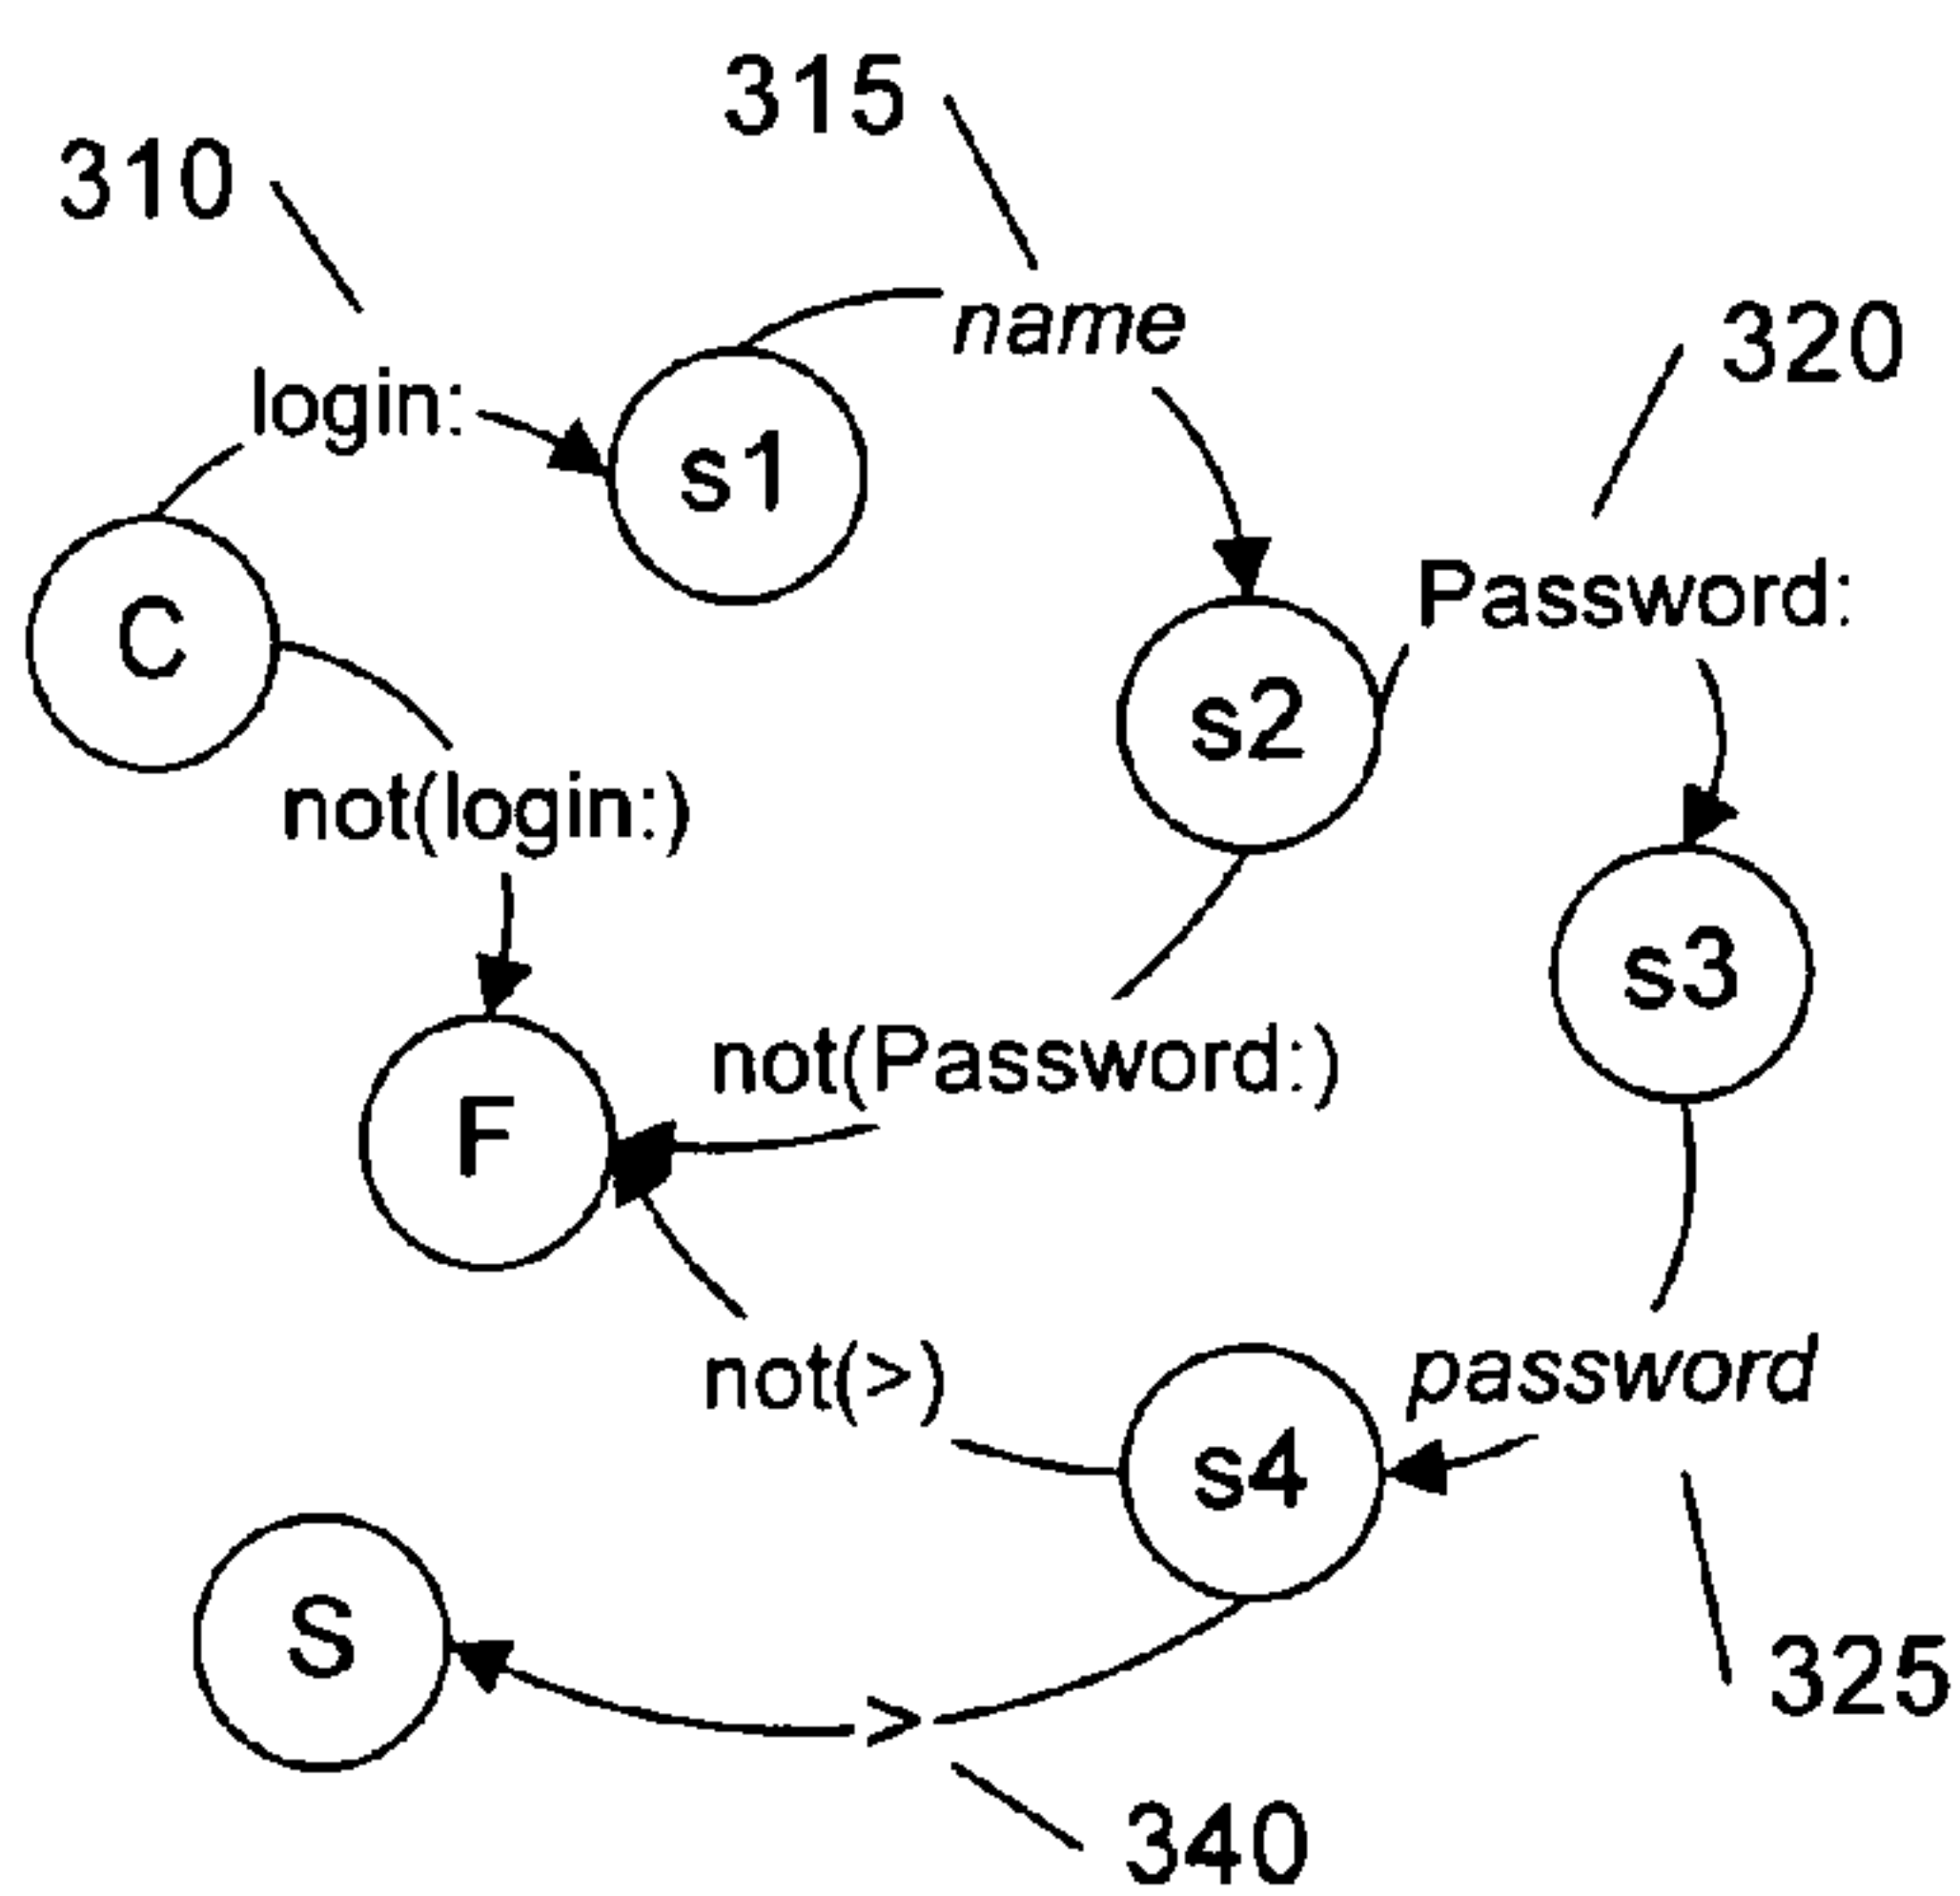 315
310
name
320
login:
s1
Password:
C
s2
not(login:)
s3
not(Password:)
F
not(>)
password
s4
S
325
>
340